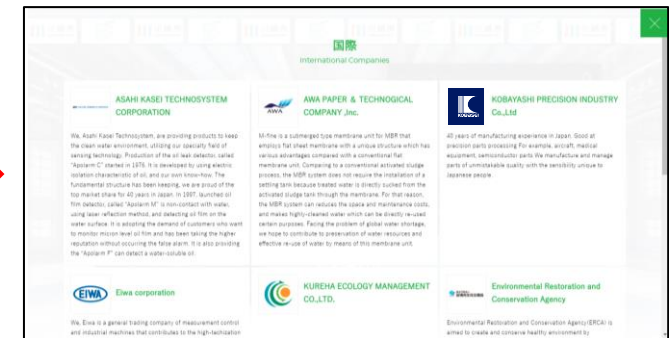 国際
International Companies
ASAHI KASEI TECHNOSYSTEM
CORPORATION
We, Asahi Kasei Technosystem, are providing products to keep
the clean water environment, utilizing our specialty field of
sensing technology. Production of the oil leak detector, called
"Apolarm C" started in 1978. It is developed by using electric
isolation characteristic of oil, and our own know-how. The
fundamental structure has been keeping, we are proud of the
top market share for 40 years in Japan. In 1997, launched oil
film detector, called "Apolarm M" is non-contact with water,
using laser reflection method, and detecting oil film on the
water surface. It is adopting the demand of customers who want
to monitor micron level oil film and has been taking the higher
reputation without occurring the false alarm. It is also providing
the "Apolarm F" can detect a water-soluble oil.
AWA
AWA PAPER & TECHNOGICAL
COMPANY ,Inc.
M-fine is a submerged type membrane unit for MBR that
employs flat sheet membrane with a unique structure which has
various advantages compared with a conventional flat
membrane unit. Compare to a conventional activated sludge
process, the MBR system does not require the installation of a
settling tank because treated water is directly sucked from the
activated sludge tank through the membrane. For that reason,
the MBR system can reduces the space and maintenance costs,
and makes highly-cleaned water which can be directly re-used
certain purposes. Facing the problem of global water shortage,
we hope to contribute to preservation of water resources and
effective re-use of water by means of this membrane unit.
KOBAYASHI
KOBAYASHI PRECISION INDUSTRY
Co.,Ltd
40 years of manufacturing experience in Japan. Good at
precision parts processing For example, aircraft, medical
equipment, semiconductor parts We manufacture and manage
parts of unmistakable quality with the sensibility unique to
Japanese people.
EIWA
Eiwa corporation
We, Eiwa is a general trading company of measurement control
and industrial machines that contributes to the high-techization
KUREHA ECOLOGY MANAGEMENT
CO.,LTD.
Environmental Restoration and
Conservation Agency
Environmental Restoration and Conservation Agency(ERCA) is
aimed to create and conserve healthy environment by